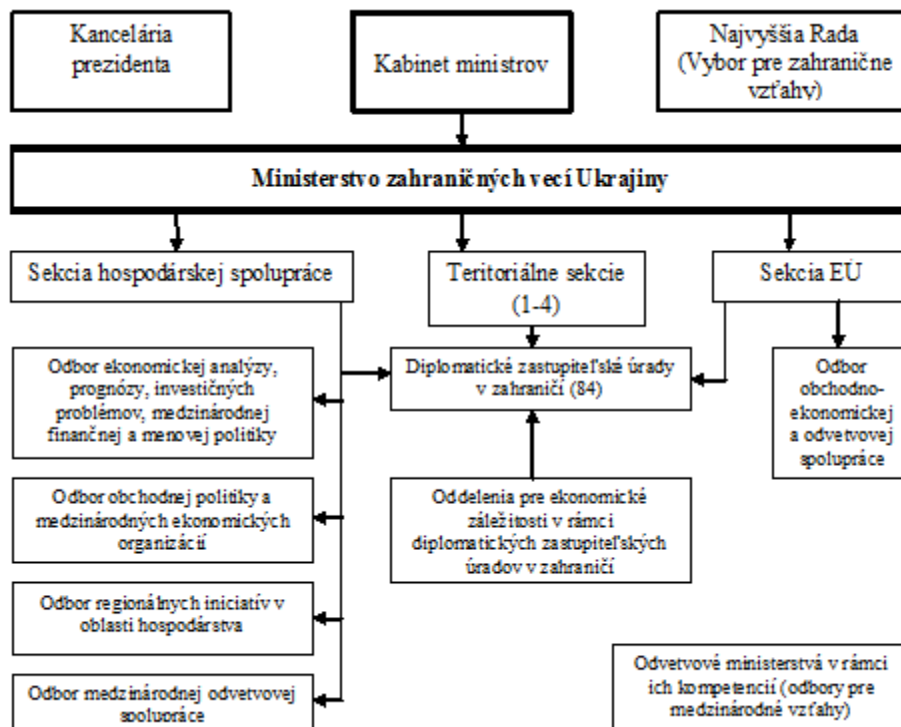 Kancelária
prezidenta
Kabinet ministrov
Najvyššia Rada
(Vybor pre zahranične
vzťahy)
Ministerstvo zahraničných vecí Ukrajiny
Sekcia hospodárskej spolupráce
Teritoriálne sekcie
(1-4)
Sekcia EÚ
Odbor ekonomickej analýzy,
prognózy, investičných
problémov, medzinárodnej
finančnej a menovej politiky
Diplomatické zastupiteľské úrady
v zahraničí (84)
Odbor
obchodno-
ekonomickej
a odvetvovej
spolupráce
Odbor obchodnej politiky a
medzinárodných ekonomických
organizácií
Oddelenia pre ekonomické
záležitosti v rámci
diplomatických zastupiteľských
úradov v zahraničí
Odbor regionálnych iniciatív v
oblasti hospodárstva
Odbor medzinárodnej odvetvovej
spolupráce
Odvetvové ministerstvá v rámci
ich kompetencií (odbory pre
medzinárodné vzťahy)